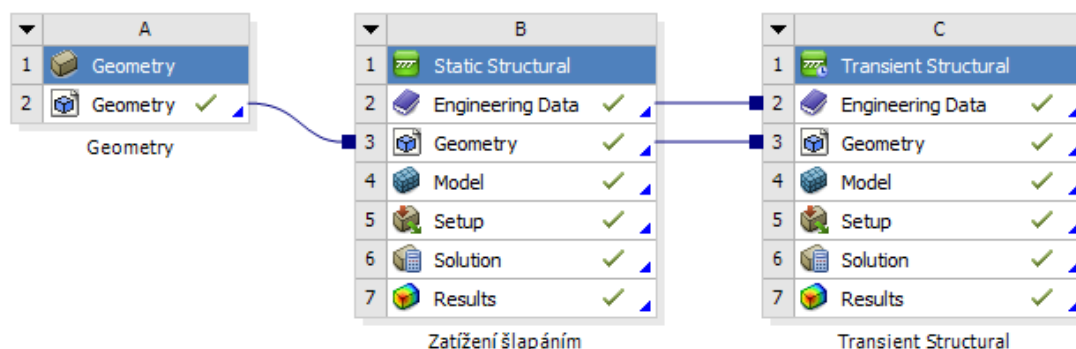 A
1 Geometry
2 Geometry
Geometry
B
1 Static Structural
2 Engineering Data
3 Geometry
4 Model
5 Setup
6 Solution
7 Results
Zatížení šlapáním
C
1 Transient Structural
2 Engineering Data
3 Geometry
4 Model
5 Setup
6 Solution
7 Results
Transient Structural